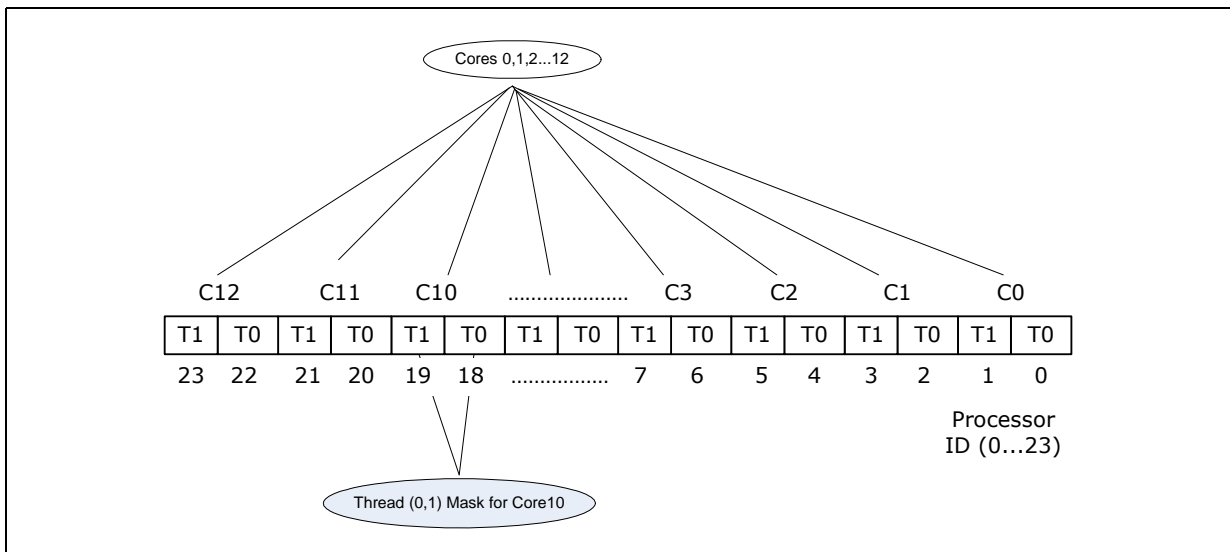 Cores 0,1,2...12
C12 C11 C10 ..................... C3 C2 C1 C0
T1 T0 T1 T0 T1 T0 T1 T0 T1 T0 T1 T0 T1 T0 T1 T0
23 22 21 20 19 18 ................ 7 6 5 4 3 2 1 0
Processor
ID (0...23)
Thread (0,1) Mask for Core10